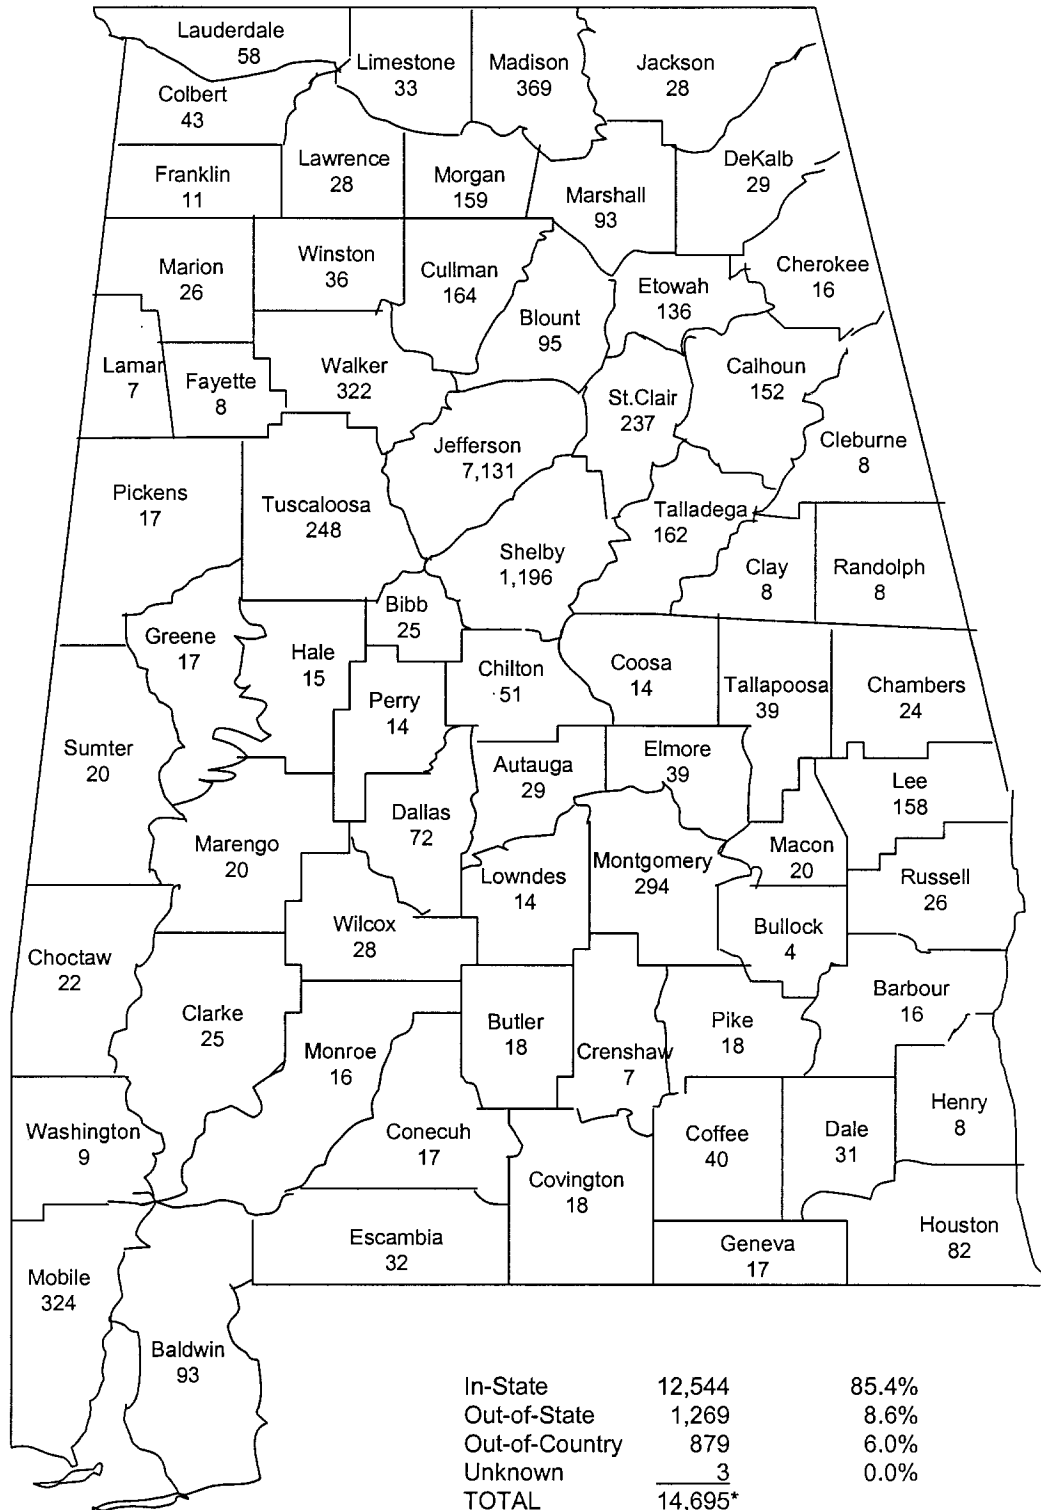 Lauderdale
58
Limestone
33
Madison
369
Jackson
28
Colbert
43
Franklin
11
Lawrence
28
Morgan
159
Marshall
93
DeKalb
29
Marion
26
Winston
36
Cullman
164
Blount
95
Etowah
136
Cherokee
16
Lamar
7
Fayette
8
Walker
322
Jefferson
7,131
St.Clair
237
Calhoun
152
Cleburne
8
Pickens
17
Tuscaloosa
248
Shelby
1,196
Talladega
162
Clay
8
Randolph
8
Greene
17
Hale
15
Bibb
25
Perry
14
Chilton
51
Coosa
14
Tallapoosa
39
Chambers
24
Sumter
20
Marengo
20
Dallas
72
Autauga
29
Elmore
39
Lee
158
Lowndes
14
Montgomery
294
Macon
20
Russell
26
Bullock
4
Choctaw
22
Clarke
25
Wilcox
28
Monroe
16
Butler
18
Crenshaw
7
Pike
18
Barbour
16
Washington
9
Conecuh
17
Covington
18
Coffee
40
Dale
31
Henry
8
Escambia
32
Geneva
17
Houston
82
Mobile
324
Baldwin
93
In-State 12,544 85.4%
Out-of-State 1,269 8.6%
Out-of-Country 879 6.0%
Unknown 3 0.0%
TOTAL 14,695*